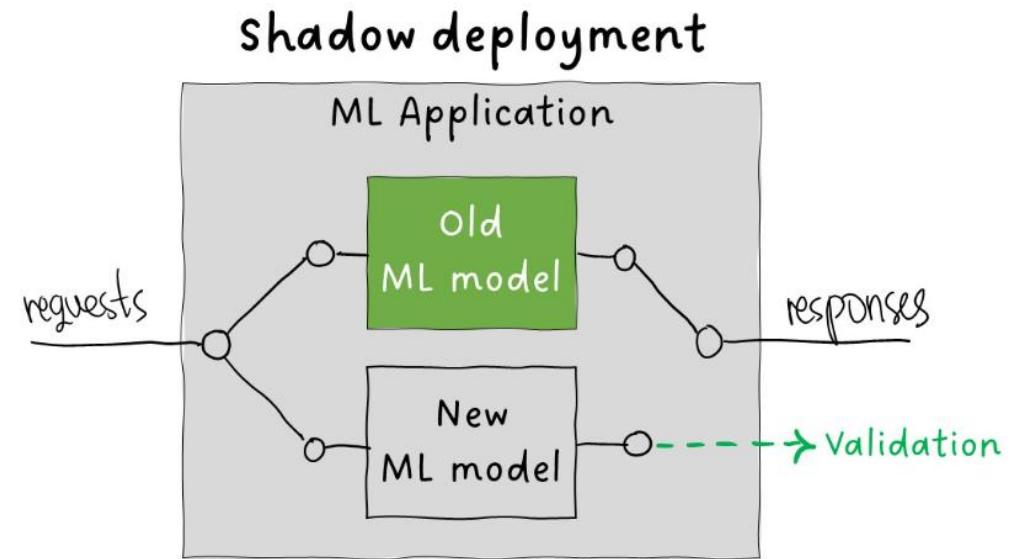 Shadow deployment
ML Application
Old
ML model
requests
responses
New
ML model
Validation